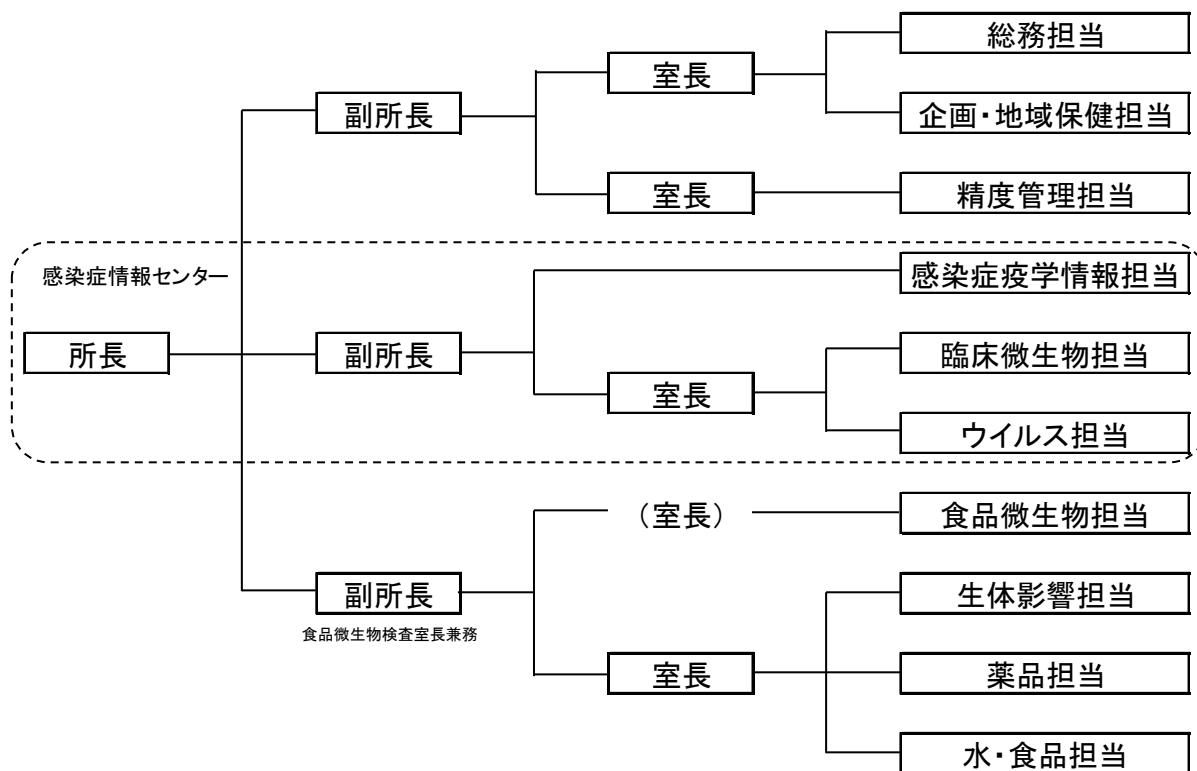 総務担当
室長
副所長
企画・地域保健担当
室長
精度管理担当
感染症情報センター
感染症疫学情報担当
所長
副所長
臨床微生物担当
室長
ウイルス担当
（室長）
食品微生物担当
副所長
食品微生物検査室長兼務
生体影響担当
室長
薬品担当
水・食品担当